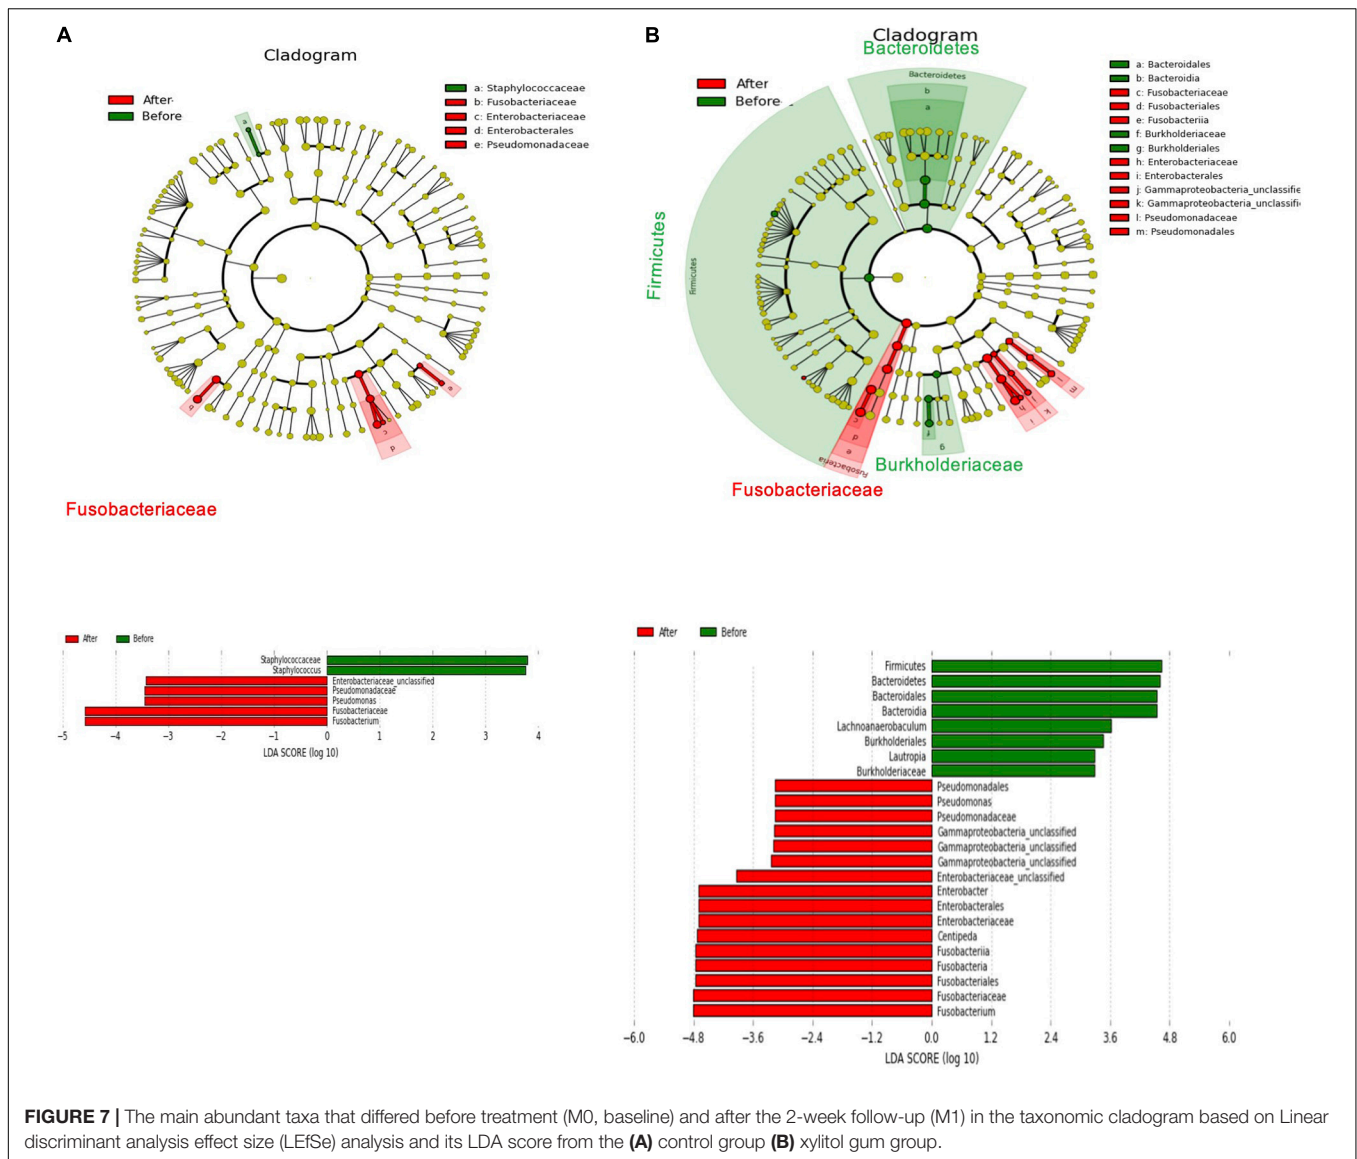 A
Cladogram
After
Before
a: Staphylococcaceae
b: Fusobacteriaceae
c: Enterobacteriaceae
d: Enterobacterales
e: Pseudomonadaceae
a
b
c
d
e
Fusobacteriaceae
B
Cladogram
Bacteroidetes
After
Before
a: Bacteroidales
b: Bacteroidia
c: Fusobacteriaceae
d: Fusobacteriales
e: Fusobacteriia
f: Burkholderiaceae
g: Burkholderiales
h: Enterobacteriaceae
i: Enterobacterales
j: Gammaproteobacteria_unclassifie
k: Gammaproteobacteria_unclassifi
l: Pseudomonadaceae
m: Pseudomonadales
Bacteroidetes
b
a
Firmicutes
Firmicutes
c
d
e
Fusobacteria
f
g
h
i
j
k
l
m
Burkholderiaceae
Fusobacteriaceae
After
Before
Staphylococcaceae
Staphylococcus
Enterobacteriaceae_unclassified
Pseudomonadaceae
Pseudomonas
Fusobacteriaceae
Fusobacterium
−5 −4 −3 −2 −1 0 1 2 3 4
LDA SCORE (log 10)
After
Before
Firmicutes
Bacteroidetes
Bacteroidales
Bacteroidia
Lachnoanaerobaculum
Burkholderiales
Lautropia
Burkholderiaceae
Pseudomonadales
Pseudomonas
Pseudomonadaceae
Gammaproteobacteria_unclassified
Gammaproteobacteria_unclassified
Gammaproteobacteria_unclassified
Enterobacteriaceae_unclassified
Enterobacter
Enterobacterales
Enterobacteriaceae
Centipeda
Fusobacteriia
Fusobacteria
Fusobacteriales
Fusobacteriaceae
Fusobacterium
−6.0 −4.8 −3.6 −2.4 −1.2 0.0 1.2 2.4 3.6 4.8 6.0
LDA SCORE (log 10)
FIGURE 7 | The main abundant taxa that differed before treatment (M0, baseline) and after the 2-week follow-up (M1) in the taxonomic cladogram based on Linear
discriminant analysis effect size (LEfSe) analysis and its LDA score from the (A) control group (B) xylitol gum group.